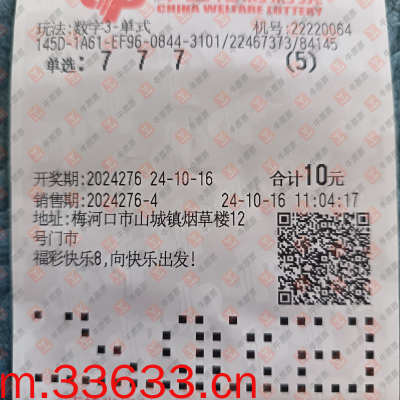 CHINA WELFARE LOTTERY
玩法:数字3-单式 机号:22220064
145D-1A61-EF96-0844-3101/22467373/84145
单选: 7 7 7 (5)
开奖期:2024276 24-10-16 合计10元
销售期:2024276-4 24-10-16 11:04:17
地址:梅河口市山城镇烟草楼12
号门市
福彩快乐8,向快乐出发!
m.33633.cn